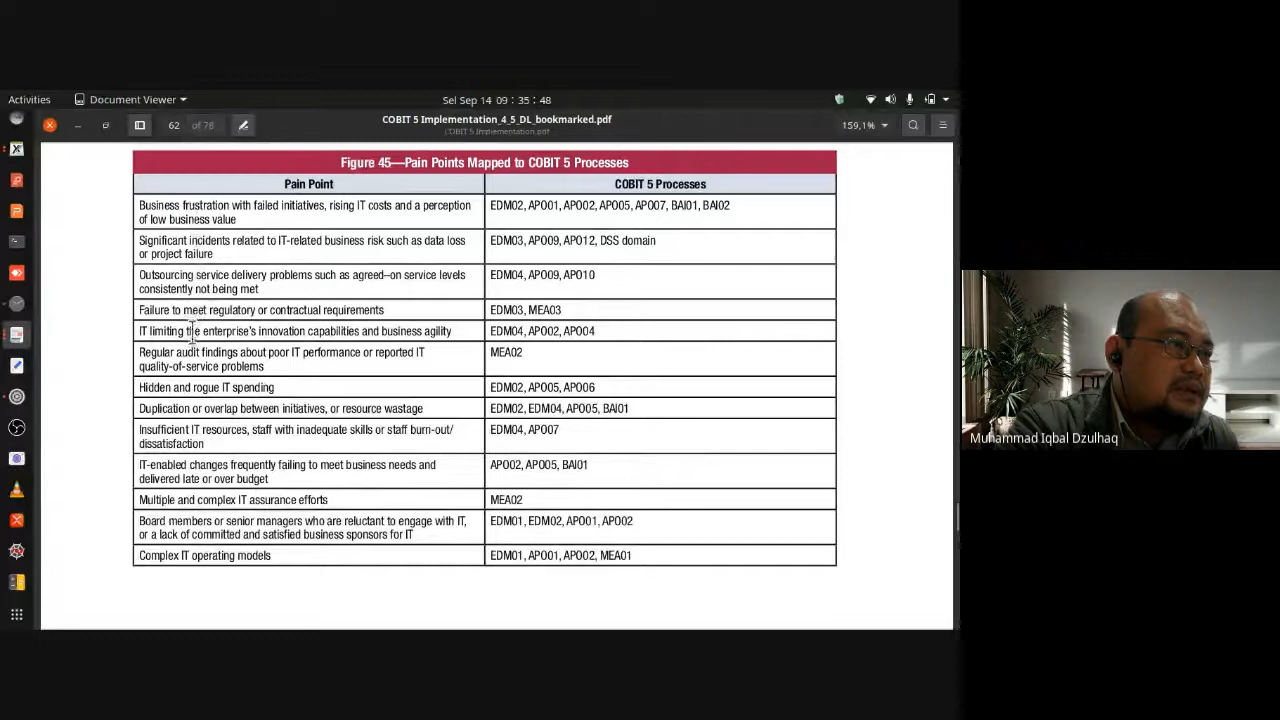 Activities
Document Viewer
Sel Sep 14 09:35:48
62 of 76
COBIT 5 Implementation_4_5_DL_bookmarked.pdf
COBIT 5 Implementation.pdf
159,1%
Figure 45—Pain Points Mapped to COBIT 5 Processes
Pain Point
COBIT 5 Processes
Business frustration with failed initiatives, rising IT costs and a perception
of low business value
EDM02, APO01, APO02, APO05, APO07, BAI01, BAI02
Significant incidents related to IT-related business risk such as data loss
or project failure
EDM03, APO09, APO12, DSS domain
Outsourcing service delivery problems such as agreed–on service levels
consistently not being met
EDM04, APO09, APO10
Failure to meet regulatory or contractual requirements
EDM03, MEA03
IT limiting the enterprise's innovation capabilities and business agility
EDM04, APO02, APO04
Regular audit findings about poor IT performance or reported IT
quality-of-service problems
MEA02
Hidden and rogue IT spending
EDM02, APO05, APO06
Duplication or overlap between initiatives, or resource wastage
EDM02, EDM04, APO05, BAI01
Insufficient IT resources, staff with inadequate skills or staff burn-out/
dissatisfaction
EDM04, APO07
IT-enabled changes frequently failing to meet business needs and
delivered late or over budget
APO02, APO05, BAI01
Multiple and complex IT assurance efforts
MEA02
Board members or senior managers who are reluctant to engage with IT,
or a lack of committed and satisfied business sponsors for IT
EDM01, EDM02, APO01, APO02
Complex IT operating models
EDM01, APO01, APO02, MEA01
Muhammad Iqbal Dzulhaq